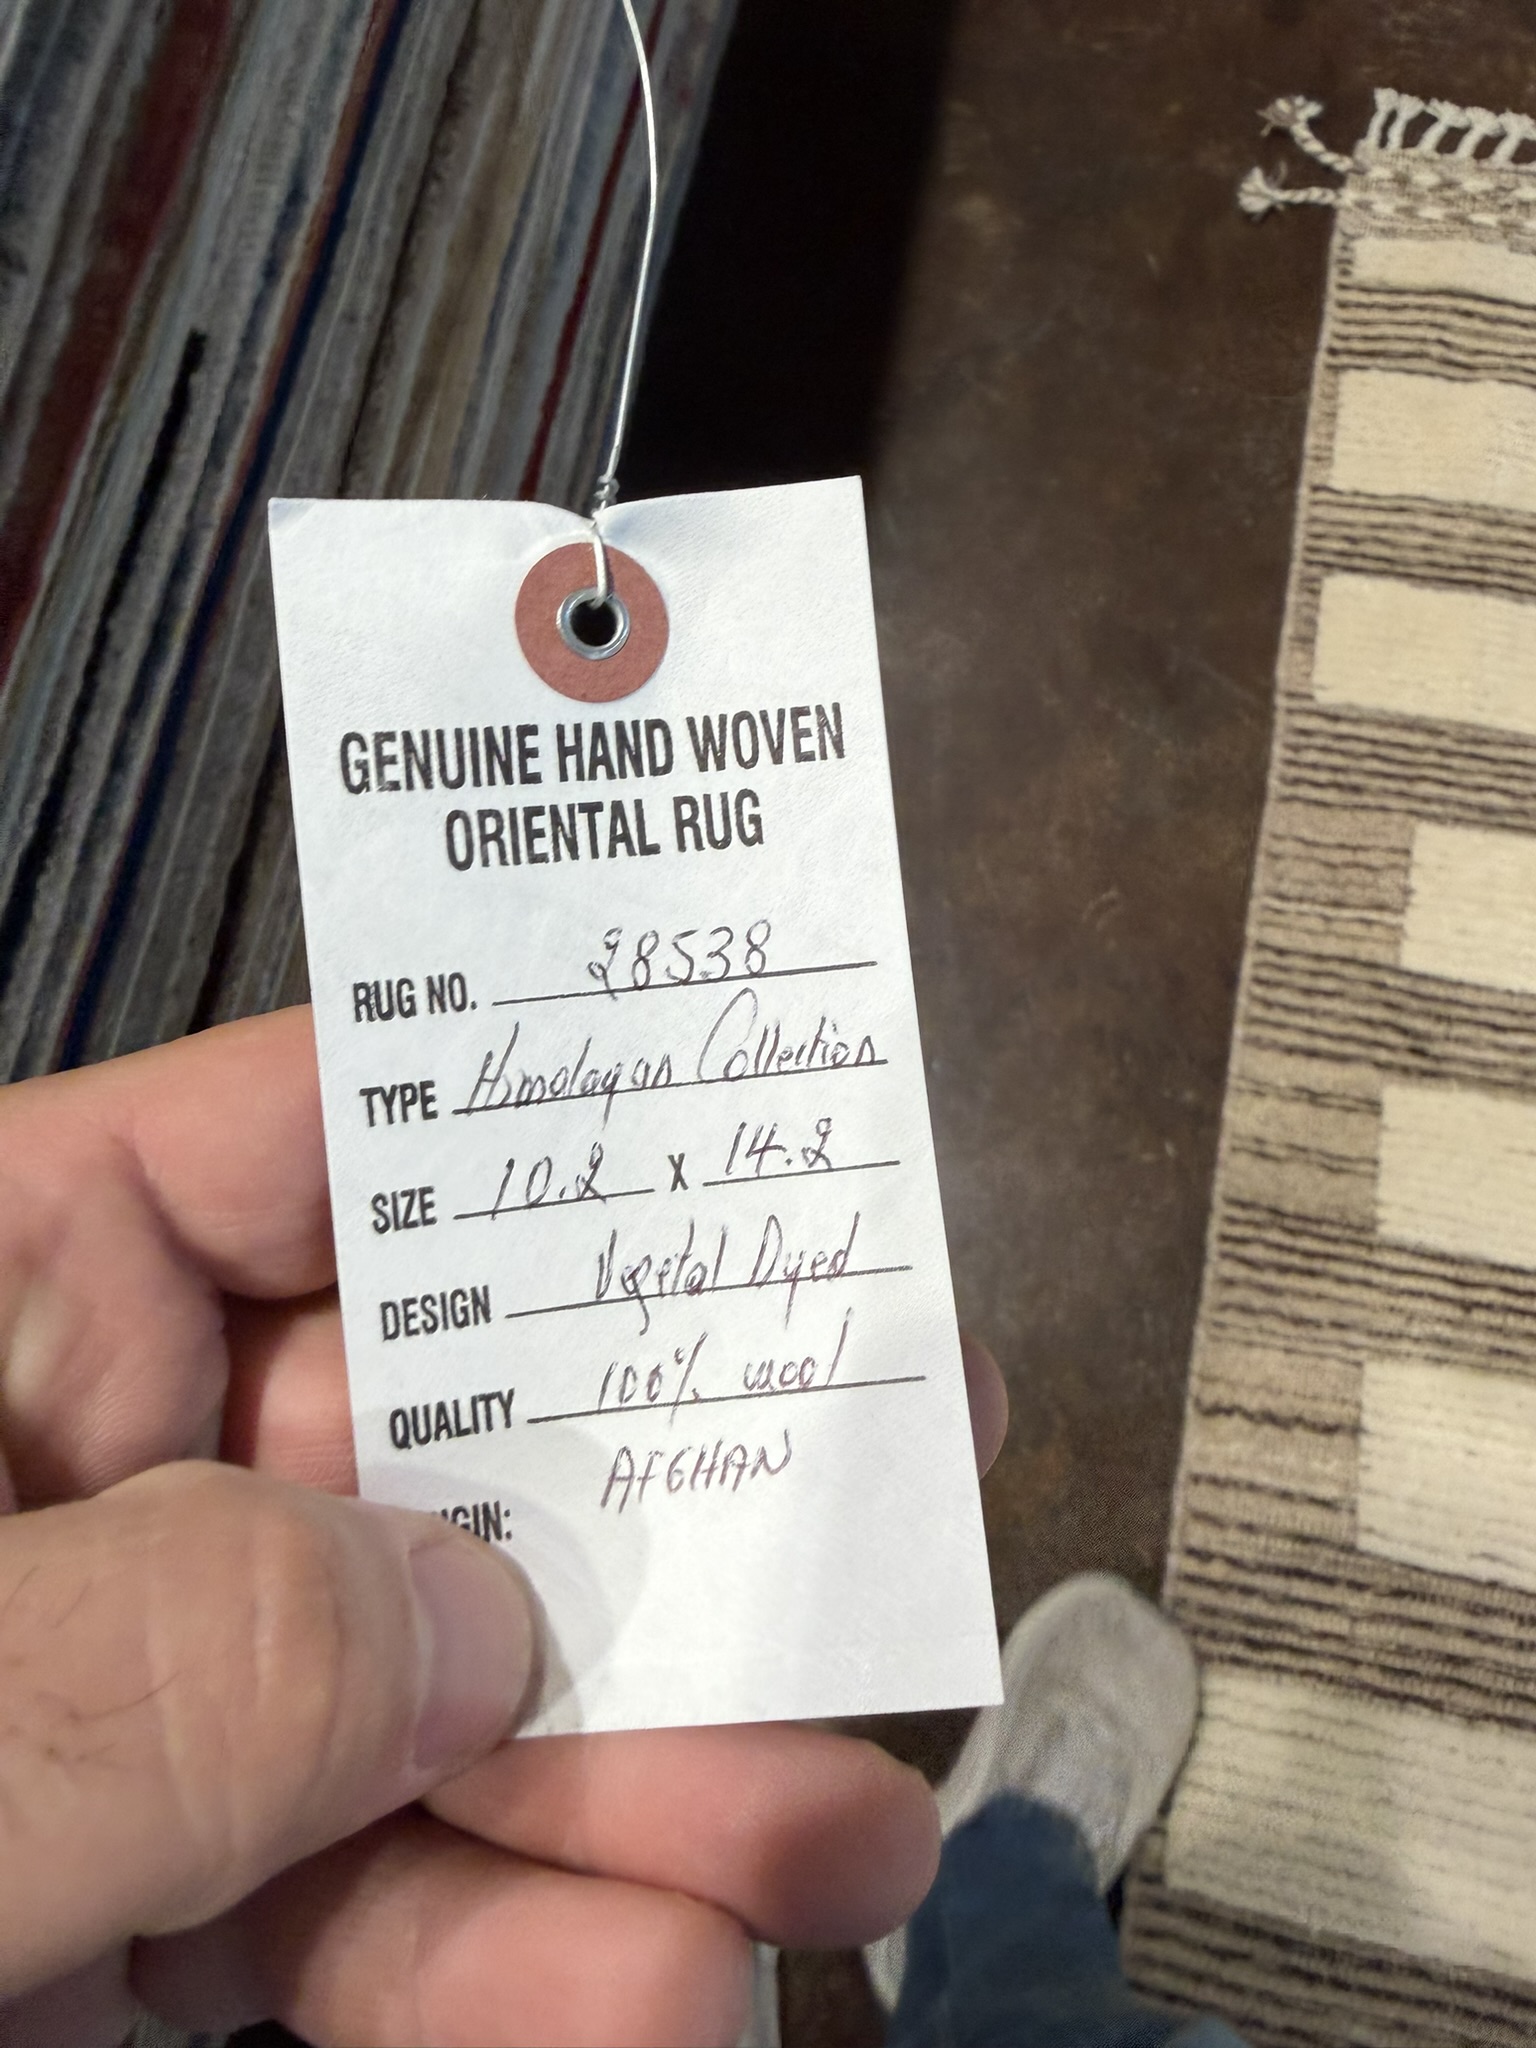 GENUINE HAND WOVEN
ORIENTAL RUG
RUG NO. 28538
TYPE Himalayan Collection
SIZE 10.2 X 14.2
DESIGN Vegetal Dyed
QUALITY 100% wool
AFGHAN
GIN: